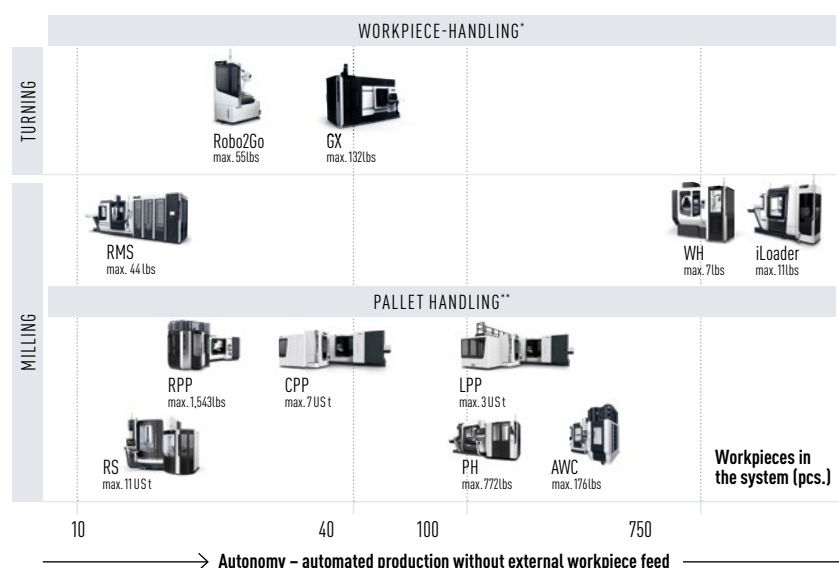 WORKPIECE-HANDLING*
TURNING
Robo2Go
max. 55lbs
GX
max. 132lbs
MILLING
RMS
max. 44lbs
WH
max. 7lbs
iLoader
max. 11lbs
PALLET HANDLING**
RPP
max. 1,543lbs
CPP
max. 7 US t
LPP
max. 3 US t
RS
max. 11 US t
PH
max. 772lbs
AWC
max. 176lbs
Workpieces in
the system (pcs.)
10 40 100 750
Autonomy – automated production without external workpiece feed